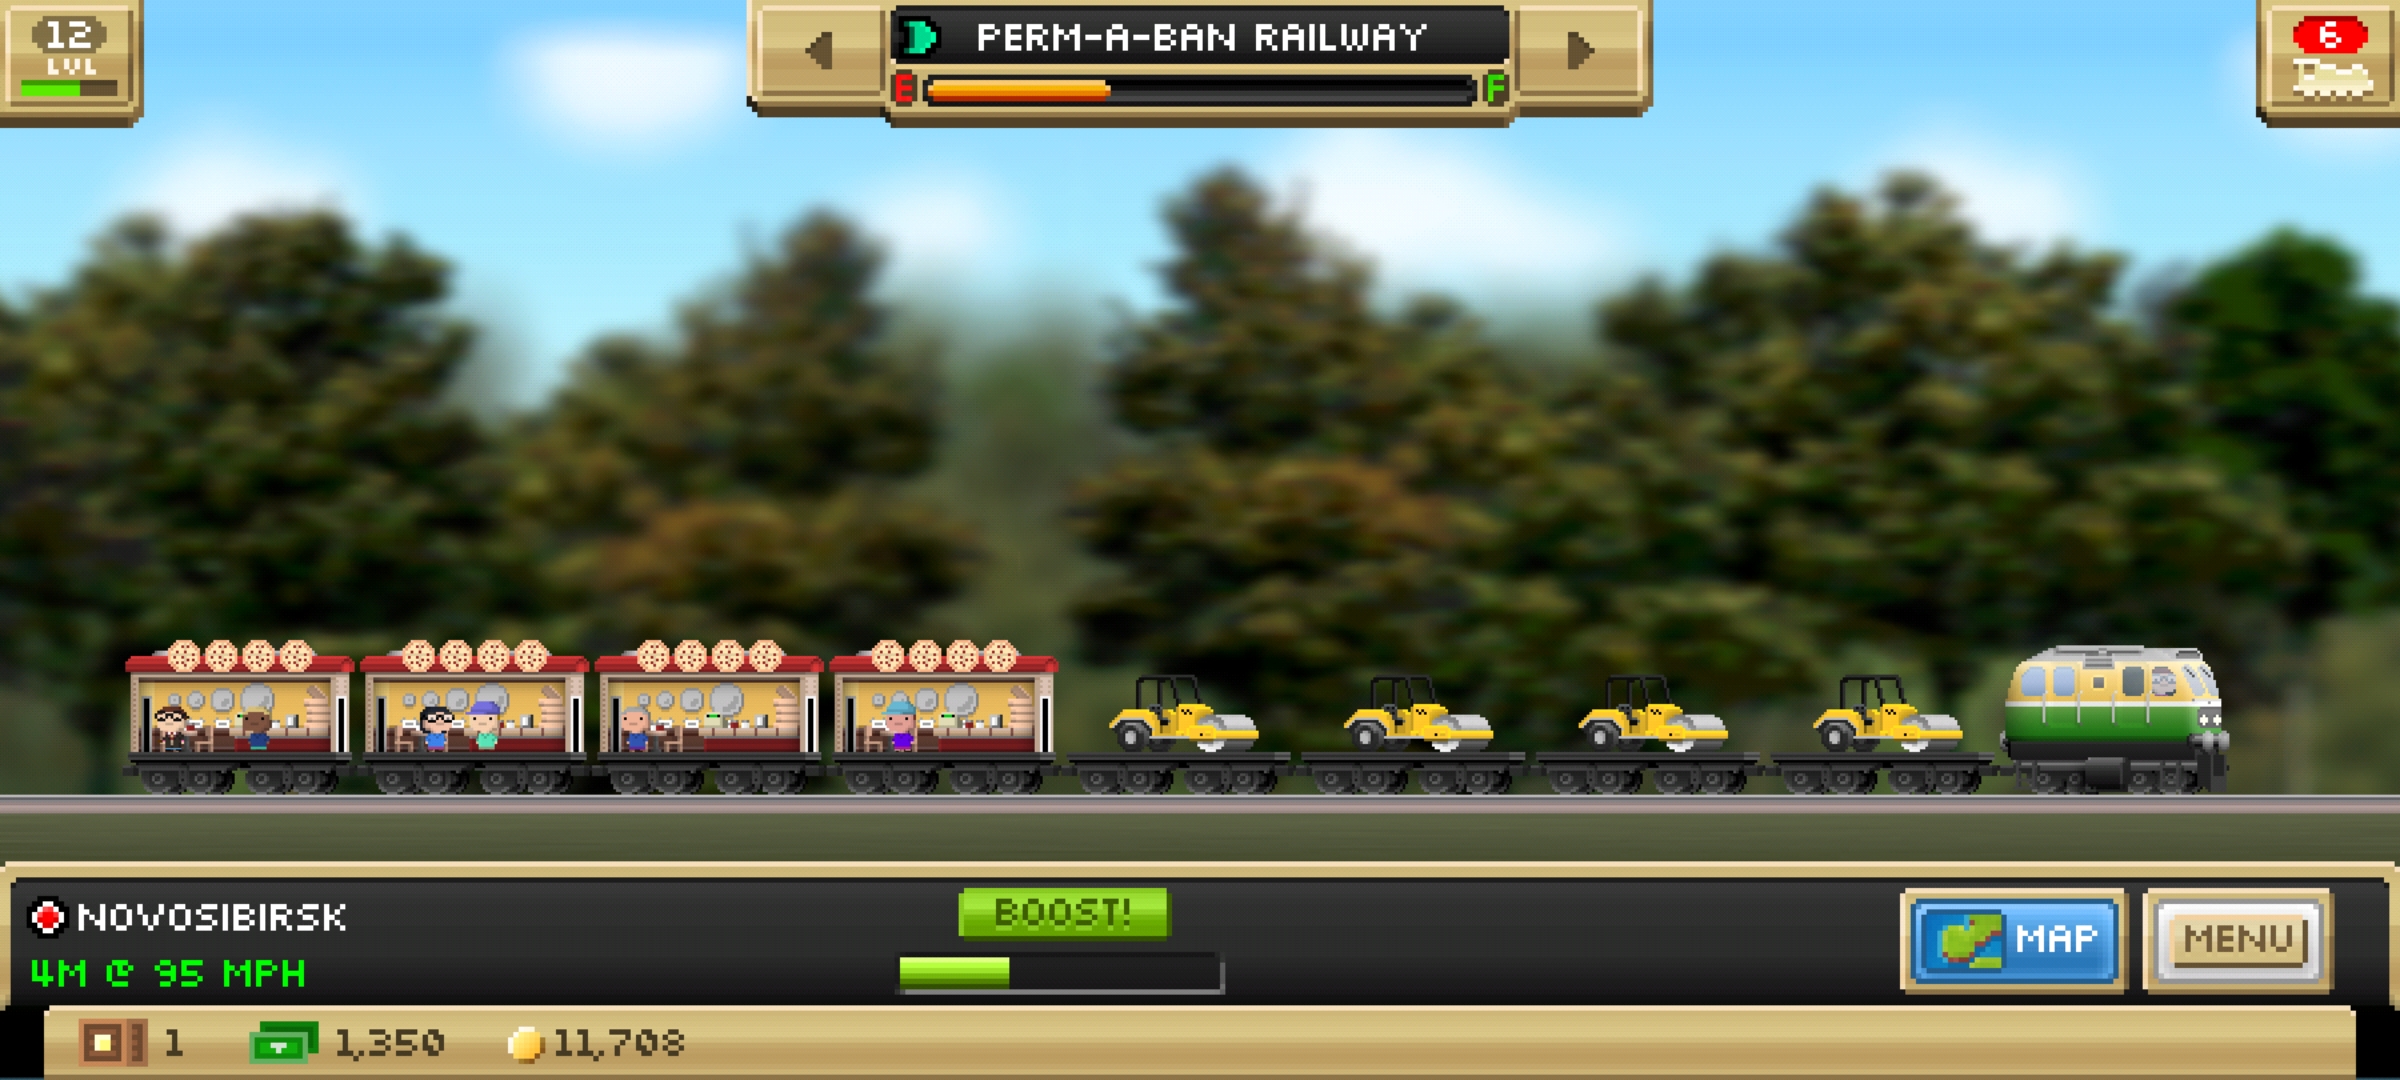 12
LVL
PERM-A-BAN RAILWAY
E F
6
NOVOSIBIRSK
4M @ 95 MPH
BOOST!
MAP
MENU
1
1,350
11,708